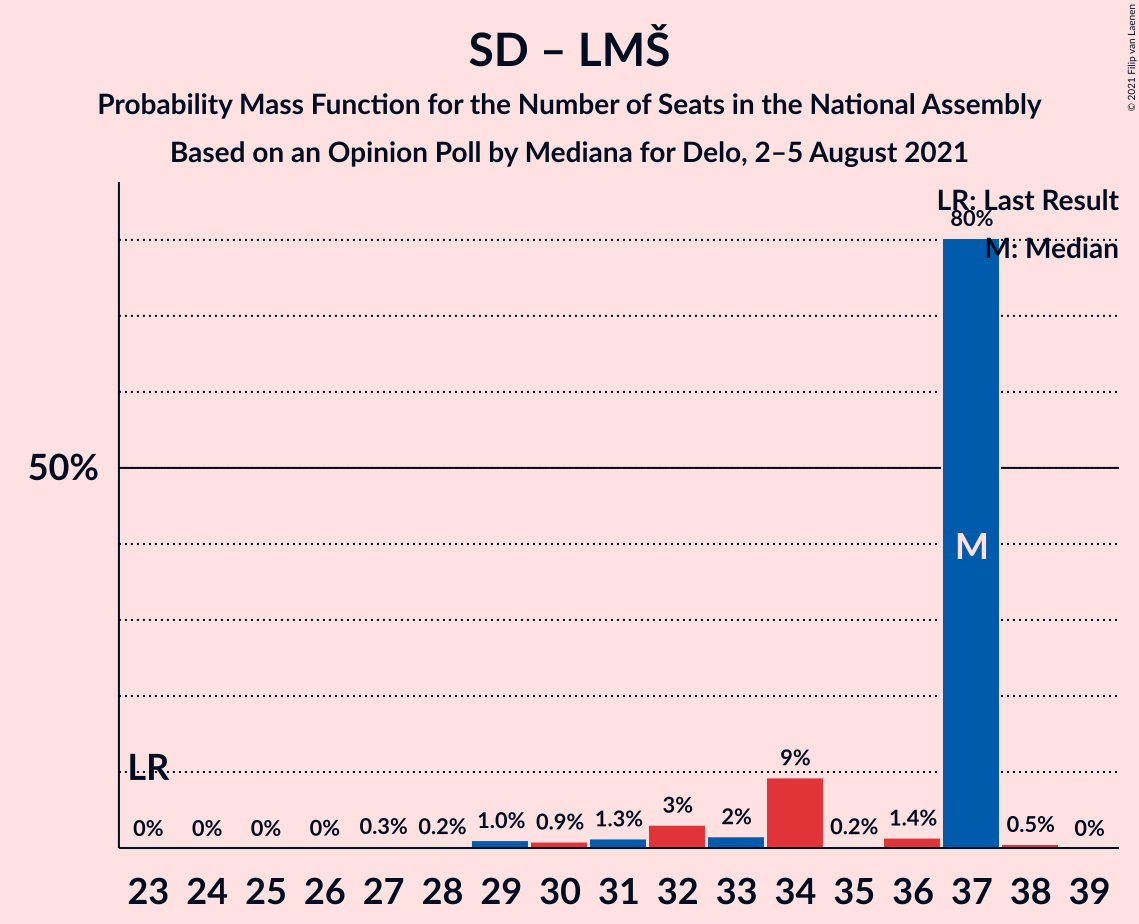 SD – LMŠ
Probability Mass Function for the Number of Seats in the National Assembly
Based on an Opinion Poll by Mediana for Delo, 2–5 August 2021
© 2021 Filip van Laenen
LR: Last Result
M: Median
80%
50%
M
LR
0% 0% 0% 0% 0.3% 0.2% 1.0% 0.9% 1.3% 3% 2% 9% 0.2% 1.4% 0.5% 0%
23 24 25 26 27 28 29 30 31 32 33 34 35 36 37 38 39